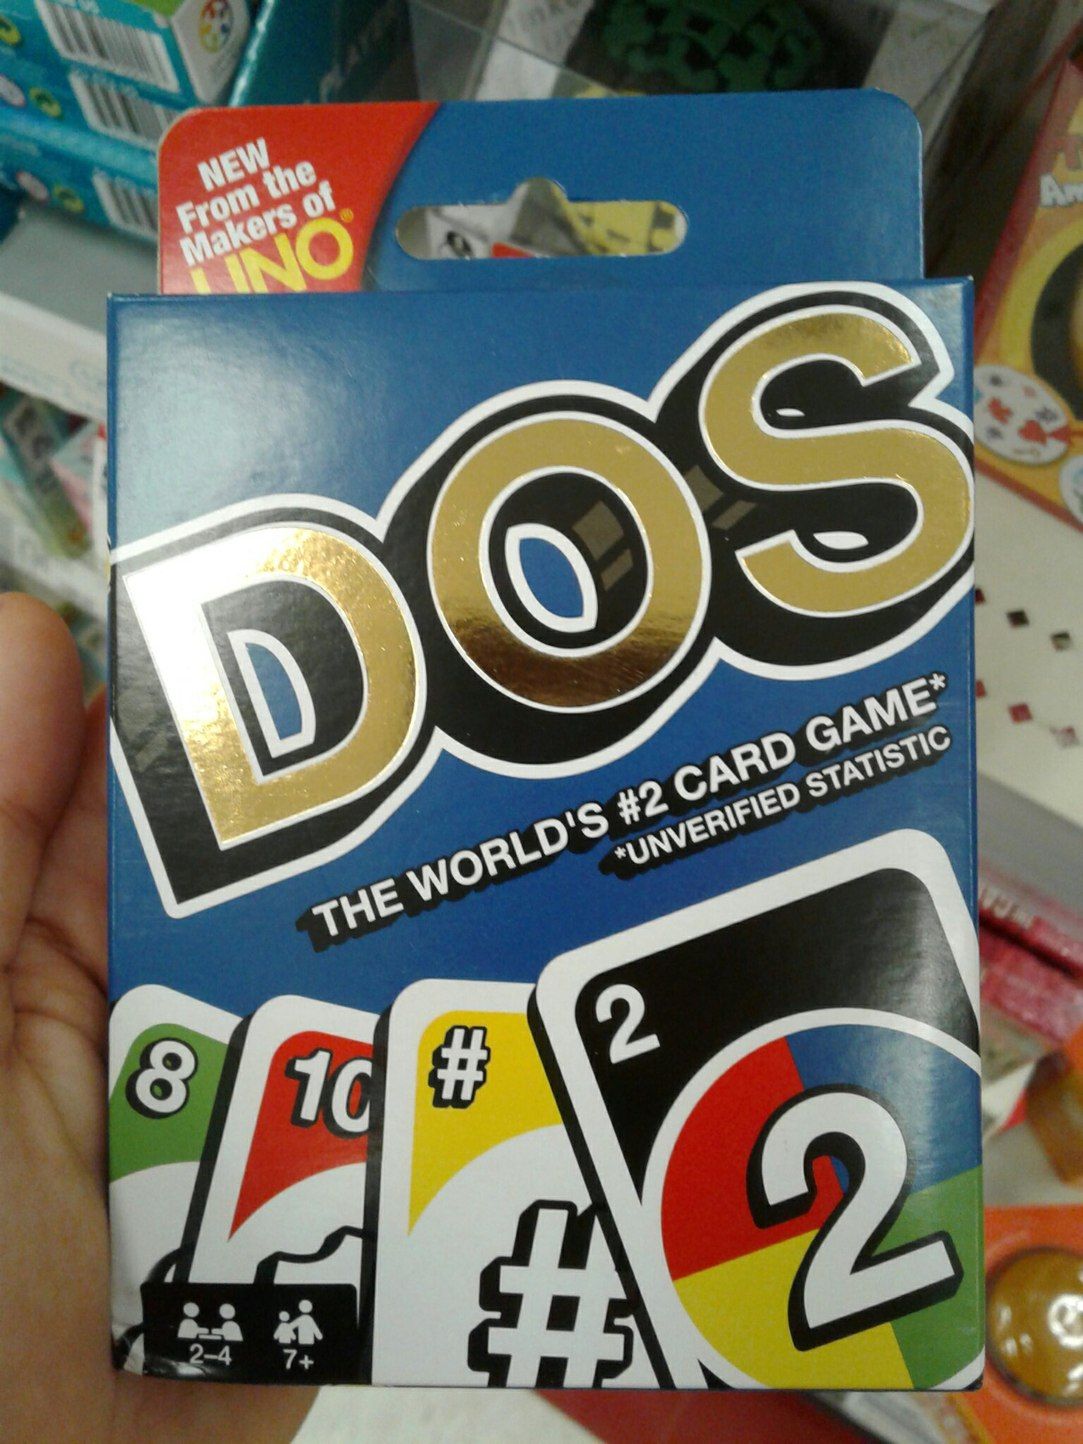 NEW
From the
Makers of
UNO®
DOS
THE WORLD'S #2 CARD GAME*
*UNVERIFIED STATISTIC
8
10
#
2
#
2
2-4
7+